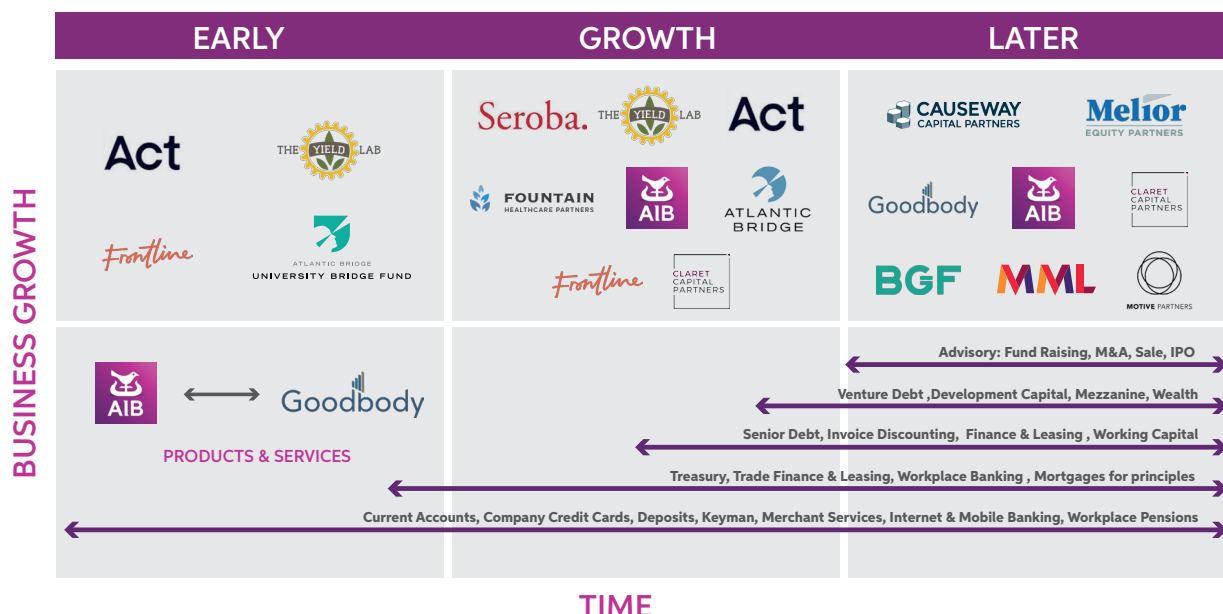 EARLY
GROWTH
LATER
BUSINESS GROWTH
Act
THE YIELD LAB
Frontline
ATLANTIC BRIDGE
UNIVERSITY BRIDGE FUND
Seroba.
THE YIELD LAB
Act
FOUNTAIN
HEALTHCARE PARTNERS
AIB
ATLANTIC
BRIDGE
Frontline
CLARET
CAPITAL
PARTNERS
CAUSEWAY
CAPITAL PARTNERS
Melior
EQUITY PARTNERS
Goodbody
AIB
CLARET
CAPITAL
PARTNERS
BGF
MML
MOTIVE PARTNERS
AIB
Goodbody
PRODUCTS & SERVICES
Advisory: Fund Raising, M&A, Sale, IPO
Venture Debt ,Development Capital, Mezzanine, Wealth
Senior Debt, Invoice Discounting, Finance & Leasing , Working Capital
Treasury, Trade Finance & Leasing, Workplace Banking , Mortgages for principles
Current Accounts, Company Credit Cards, Deposits, Keyman, Merchant Services, Internet & Mobile Banking, Workplace Pensions
TIME